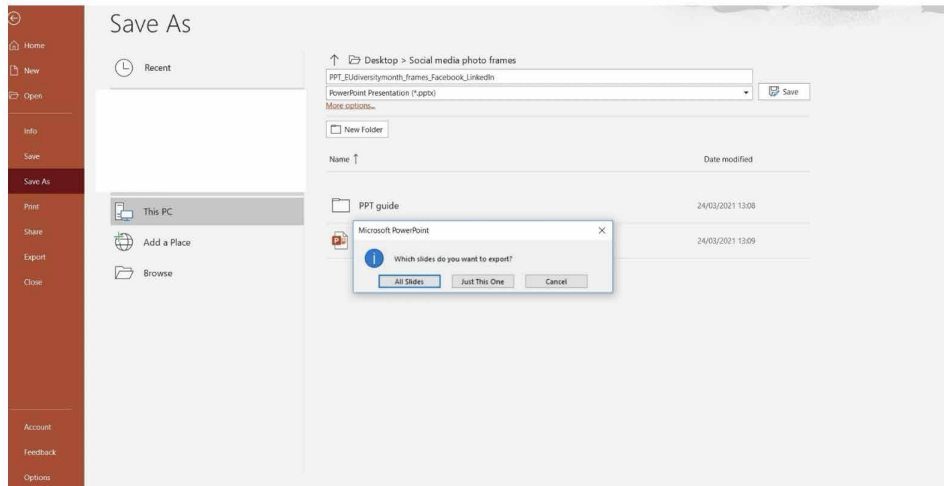 Save As
Home
New
Open
Info
Save
Save As
Print
Share
Export
Close
Account
Feedback
Options
Recent
This PC
Add a Place
Browse
Desktop > Social media photo frames
PPT_EUdiversitymonth_frames_Facebook_LinkedIn
PowerPoint Presentation (*.pptx)
Save
More options...
New Folder
Name Date modified
PPT guide 24/03/2021 13:08
24/03/2021 13:09
Microsoft PowerPoint
Which slides do you want to export?
All Slides Just This One Cancel